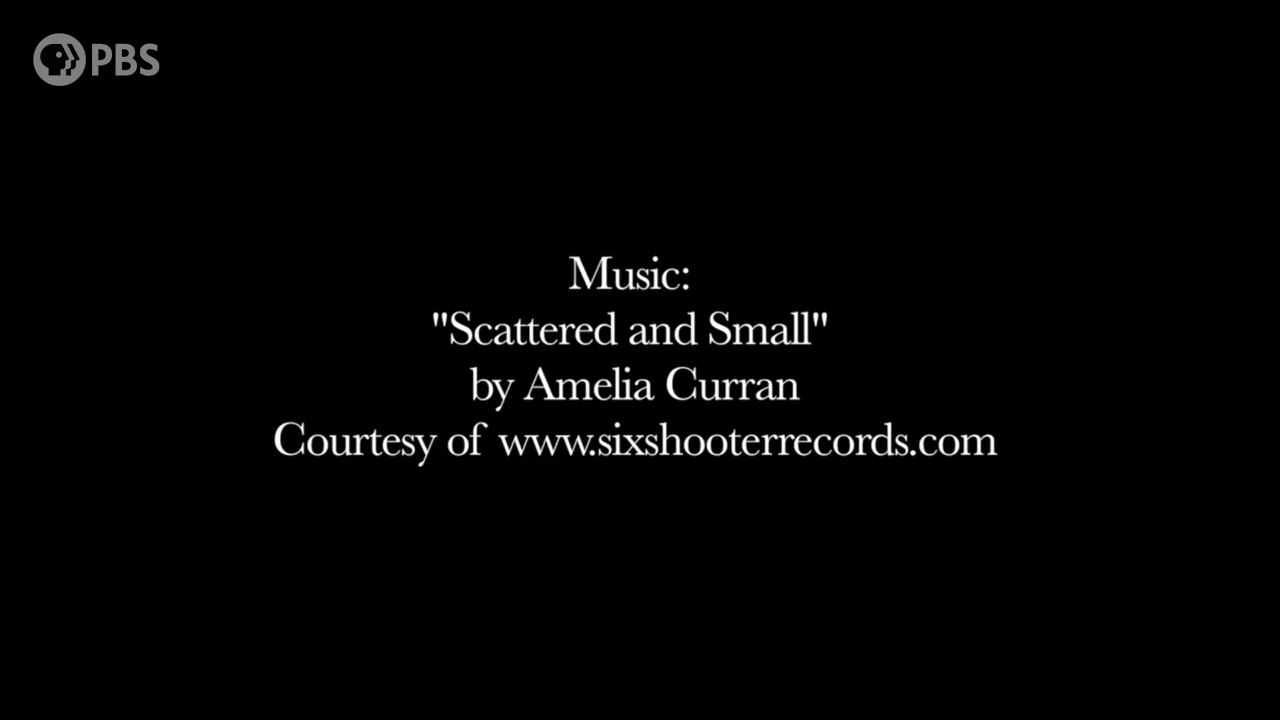 PBS
Music:
"Scattered and Small"
by Amelia Curran
Courtesy of www.sixshooterrecords.com